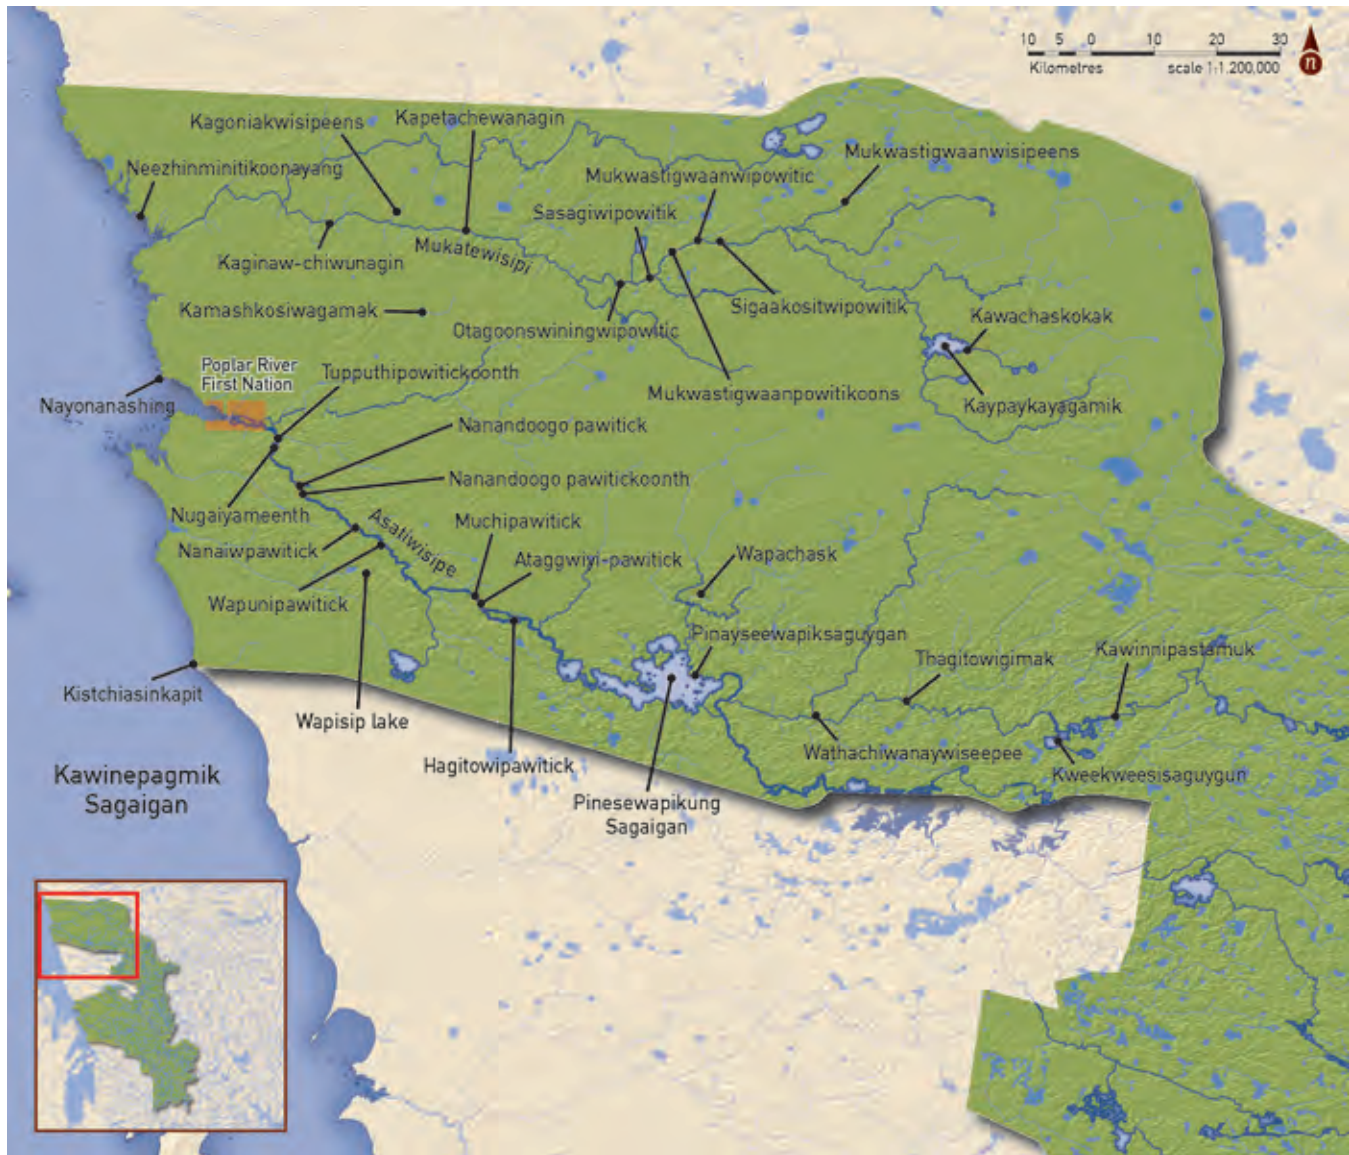 10 5 0 10 20 30
Kilometres scale 1:1,200,000
n
Kagoniakwisipeens
Kapetachewanagin
Neezhinminitikoonayang
Mukwastigwaanwisipeens
Mukwastigwaanwipowitic
Sasagiwipowitik
Mukatewisipi
Kaginaw-chiwunagin
Kamashkosiwagamak
Otagoonswiningwipowitic
Sigaakositwipowitik
Kawachaskokak
Poplar River
First Nation
Tupputhipowitickoonth
Nayonanashing
Mukwastigwaanpowitikoons
Kaypaykayagamik
Nanandoogo pawitick
Nanandoogo pawitickoonth
Nugaiyameenth
Asatiwisipe
Muchipawitick
Nanaiwpawitick
Ataggwiyi-pawitick
Wapachask
Wapunipawitick
Pinayseewapiksaguygan
Thagitowigimak
Kawinnipastamuk
Kistchiasinkapit
Wapisip lake
Wathachiwanaywiseepee
Hagitowipawitick
Kweekweesisaguygun
Kawinepagmik
Sagaigan
Pinesewapikung
Sagaigan